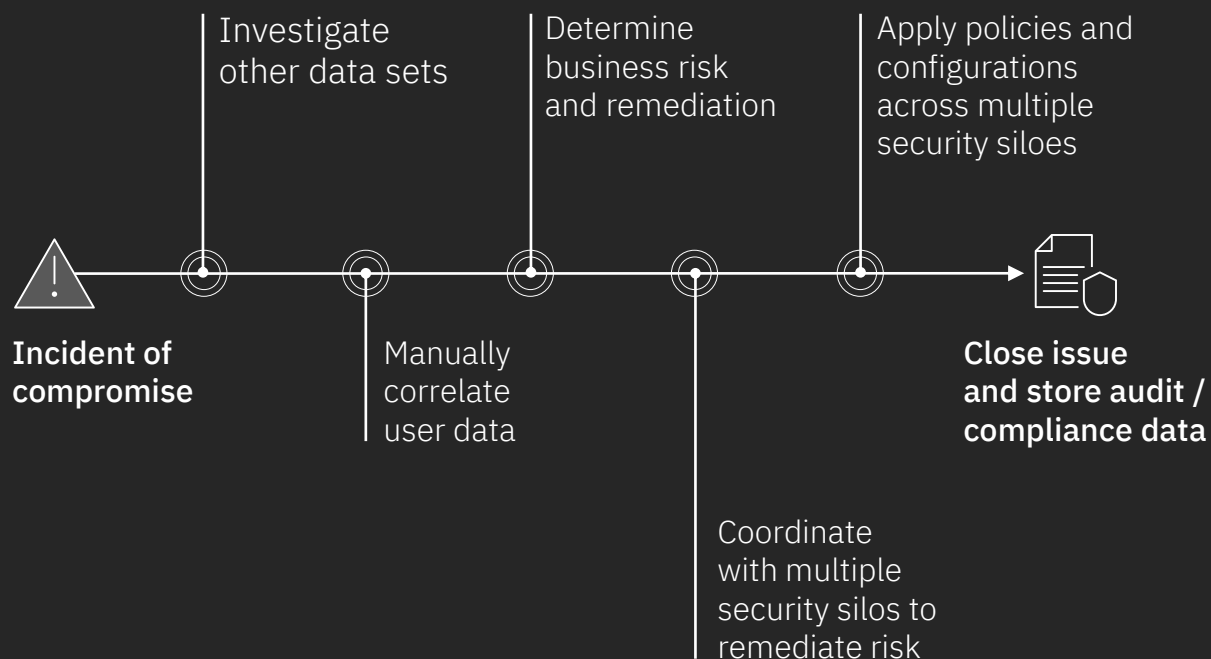 Investigate
other data sets
Determine
business risk
and remediation
Apply policies and
configurations
across multiple
security siloes
Incident of
compromise
Manually
correlate
user data
Close issue
and store audit /
compliance data
Coordinate
with multiple
security silos to
remediate risk